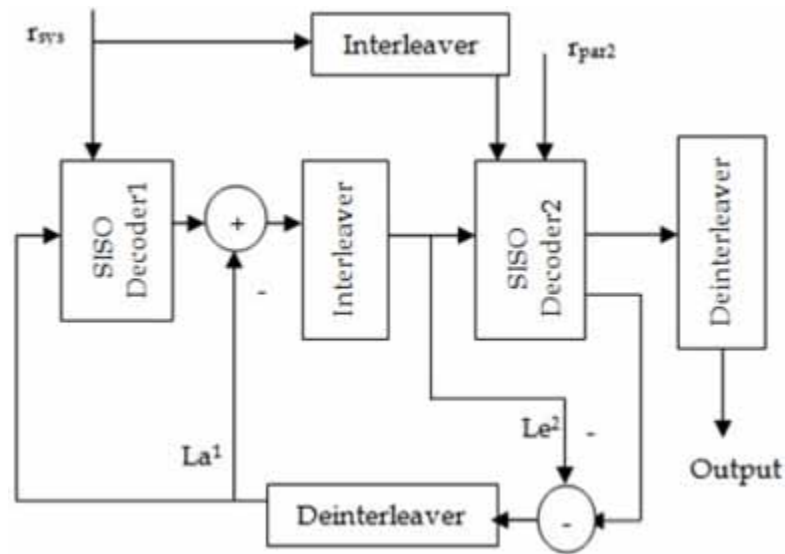 rsys
Interleaver
rpar2
SISO
Decoder1
+
-
Interleaver
SISO
Decoder2
Deinterleaver
La¹
Le²
-
Output
Deinterleaver
-